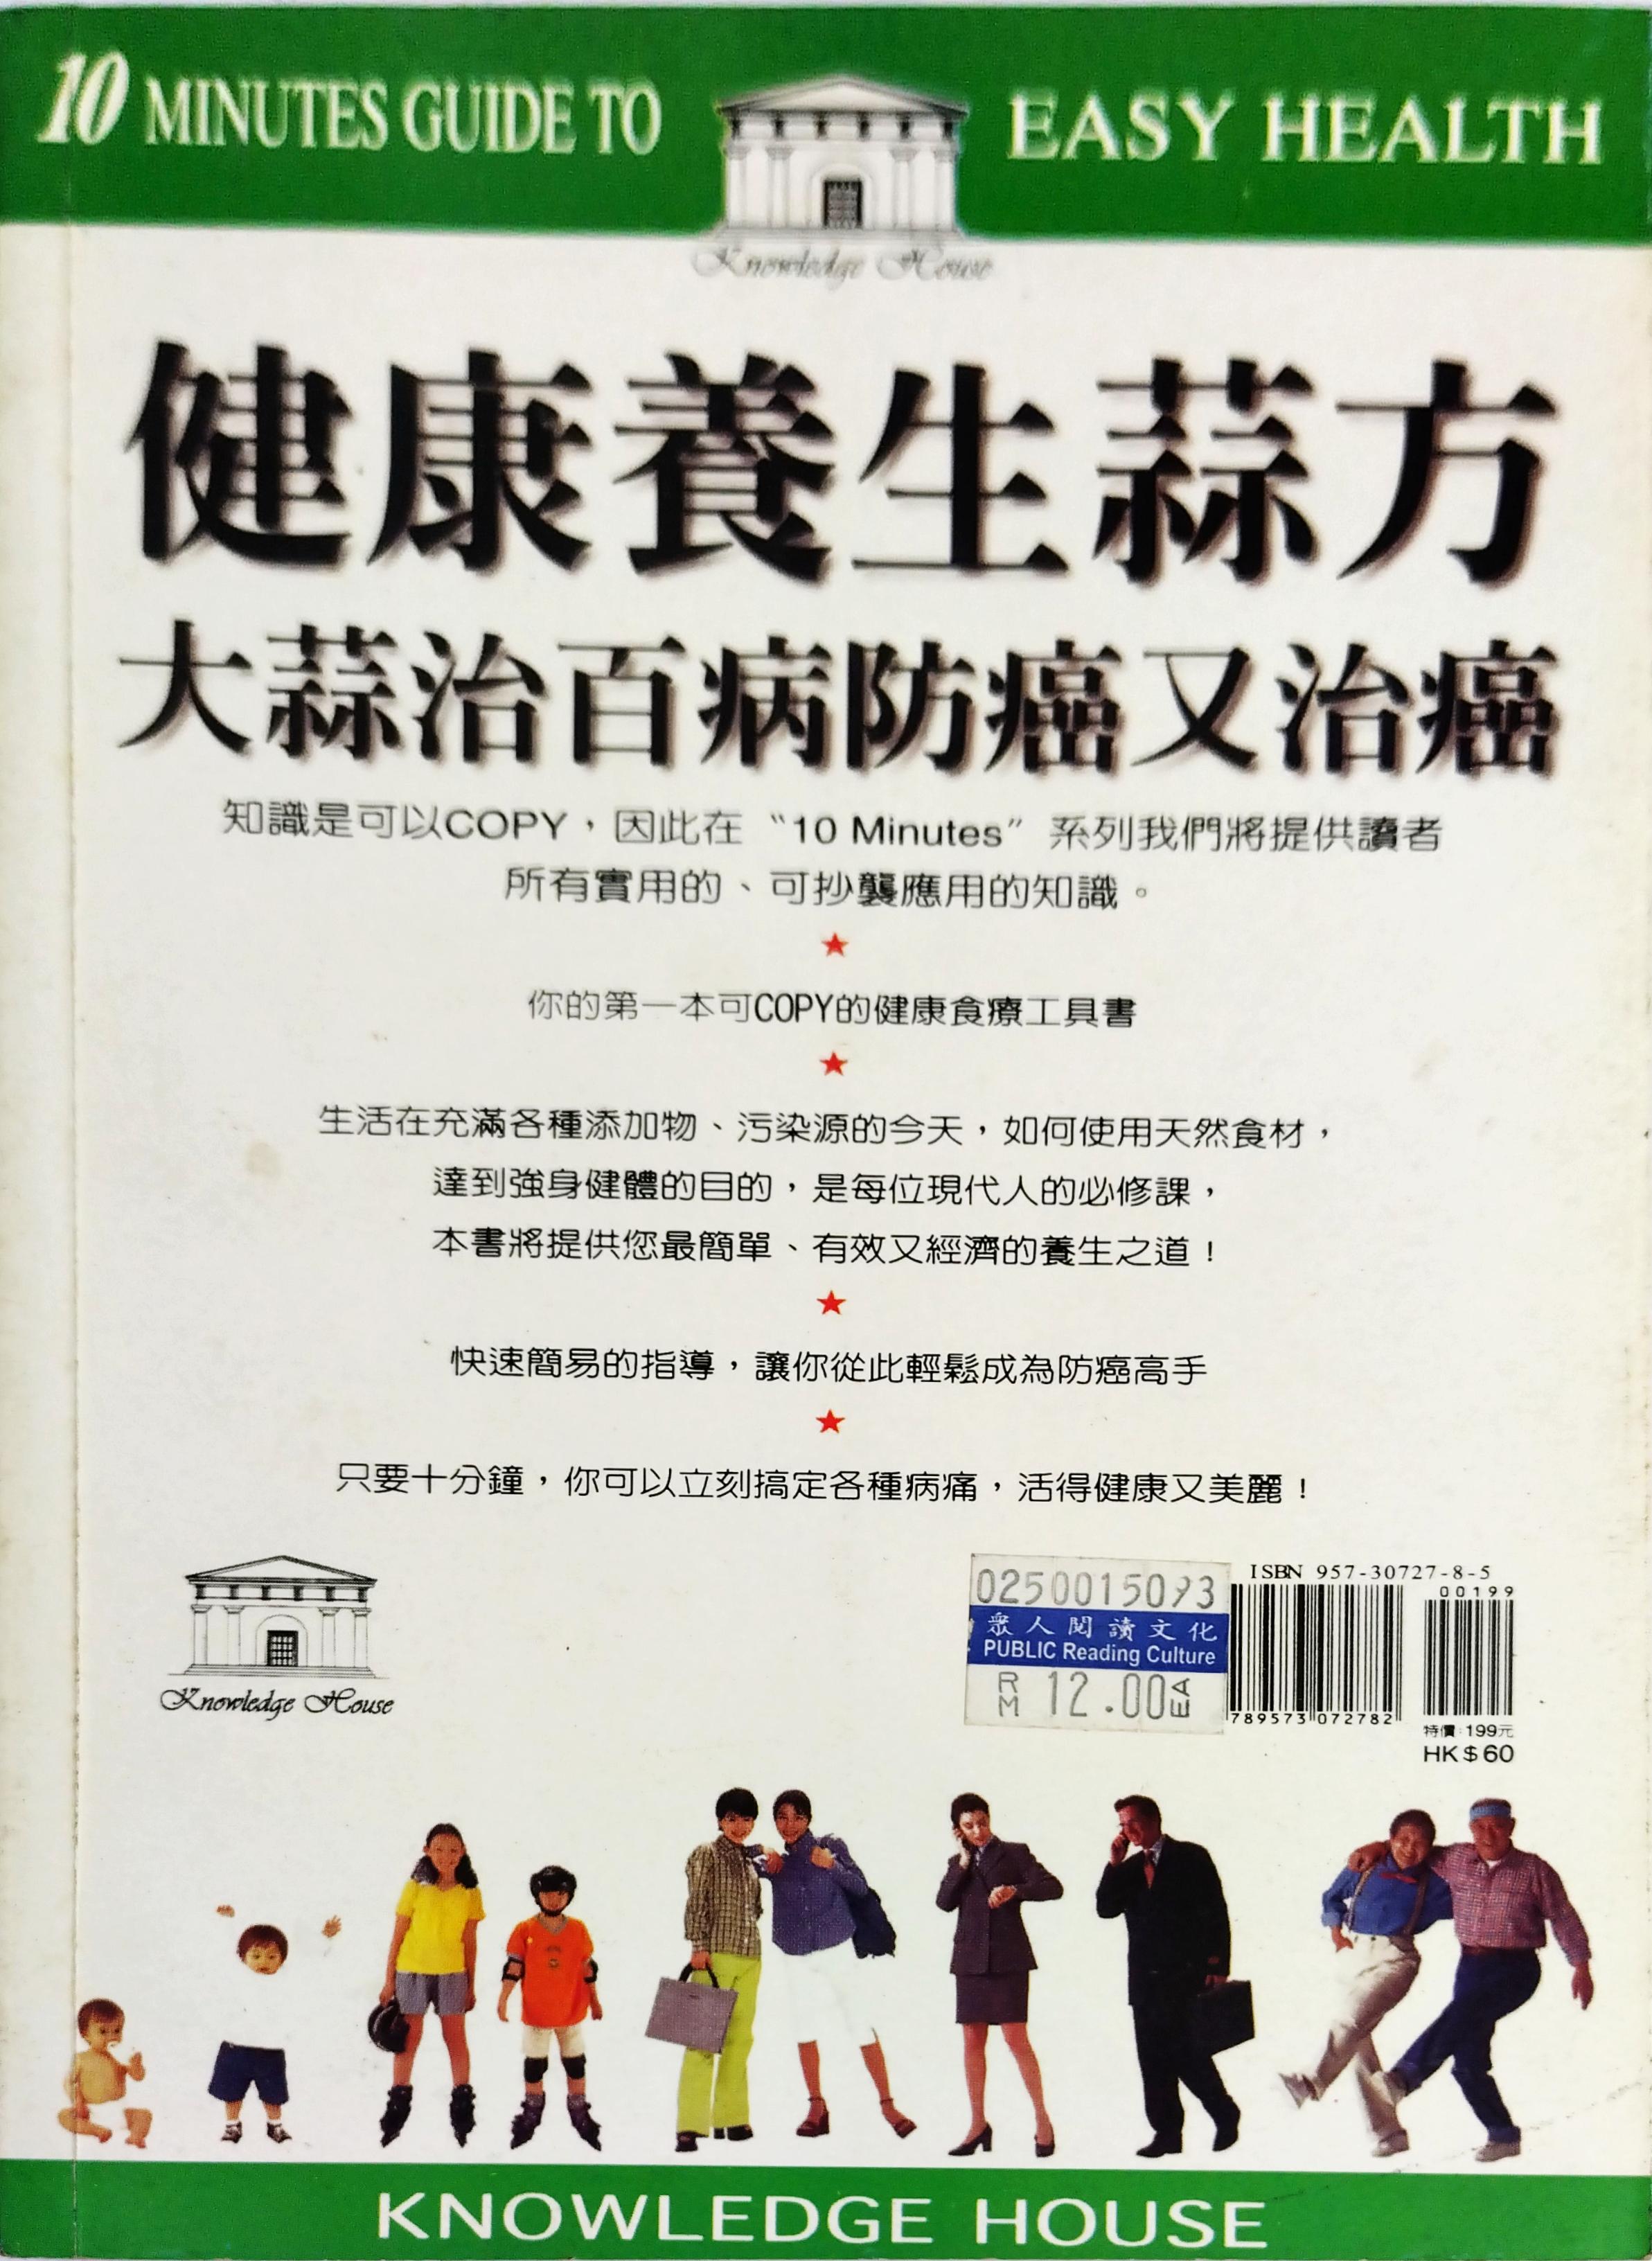 10 MINUTES GUIDE TO EASY HEALTH
Knowledge House
健康養生蒜方
大蒜治百病防癌又治癌
知識是可以COPY，因此在“10 Minutes”系列我們將提供讀者
所有實用的、可抄襲應用的知識。
★
你的第一本可COPY的健康食療工具書
★
生活在充滿各種添加物、污染源的今天，如何使用天然食材，
達到強身健體的目的，是每位現代人的必修課，
本書將提供您最簡單、有效又經濟的養生之道！
★
快速簡易的指導，讓你從此輕鬆成為防癌高手
★
只要十分鐘，你可以立刻搞定各種病痛，活得健康又美麗！
Knowledge House
0250015093
眾人閱讀文化
PUBLIC Reading Culture
RM 12.00 EA
ISBN 957-30727-8-5
00199
789573 072782
特價：199元
HK$60
KNOWLEDGE HOUSE